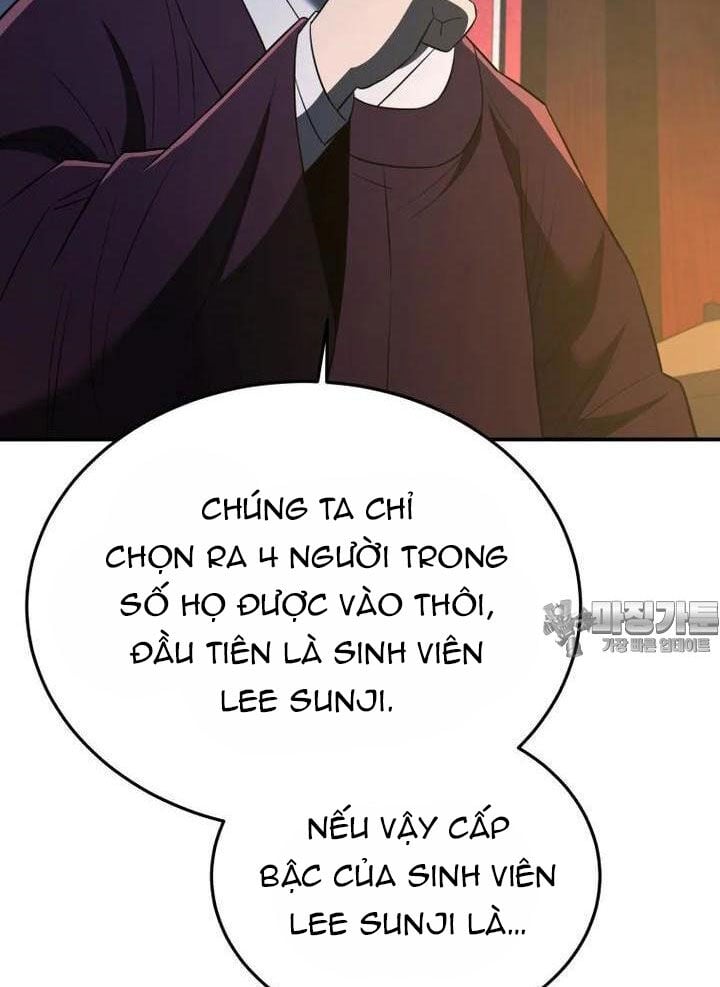 CHÚNG TA CHỈ
CHỌN RA 4 NGƯỜI TRONG
SỐ HỌ ĐƯỢC VÀO THÔI,
ĐẦU TIÊN LÀ SINH VIÊN
LEE SUNJI.
마징가툰
가장 빠른 업데이트
NẾU VẬY CẤP
BẬC CỦA SINH VIÊN
LEE SUNJI LÀ...